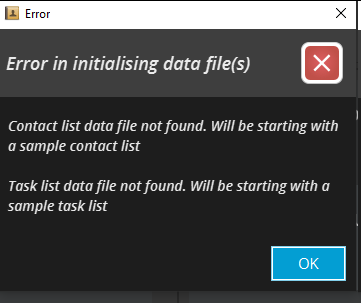 Error
Error in initialising data file(s)
Contact list data file not found. Will be starting with
a sample contact list
Task list data file not found. Will be starting with a
sample task list
OK